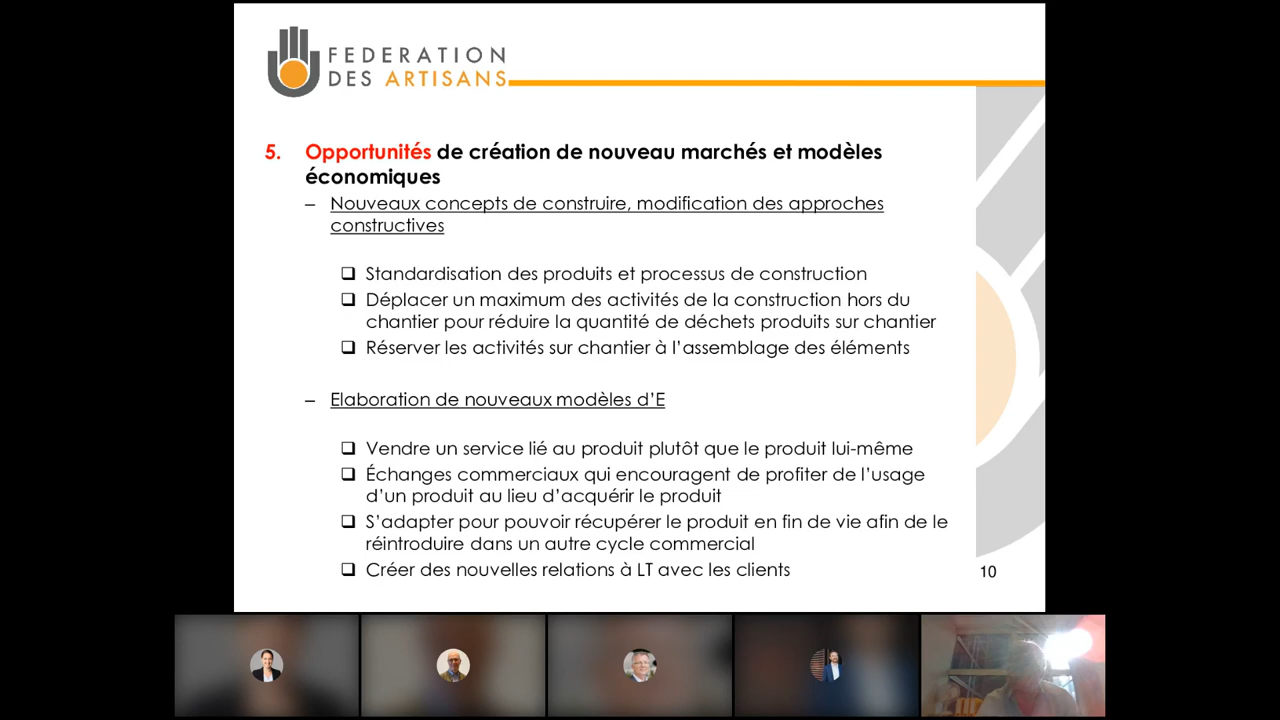 FEDERATION
DES ARTISANS
5. Opportunités de création de nouveau marchés et modèles
économiques
– Nouveaux concepts de construire, modification des approches
constructives
❑ Standardisation des produits et processus de construction
❑ Déplacer un maximum des activités de la construction hors du
chantier pour réduire la quantité de déchets produits sur chantier
❑ Réserver les activités sur chantier à l’assemblage des éléments
– Elaboration de nouveaux modèles d’E
❑ Vendre un service lié au produit plutôt que le produit lui-même
❑ Échanges commerciaux qui encouragent de profiter de l’usage
d’un produit au lieu d’acquérir le produit
❑ S’adapter pour pouvoir récupérer le produit en fin de vie afin de le
réintroduire dans un autre cycle commercial
❑ Créer des nouvelles relations à LT avec les clients
10